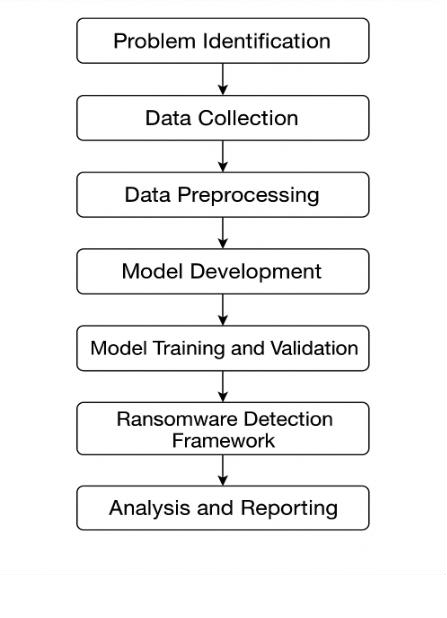 Problem Identification
Data Collection
Data Preprocessing
Model Development
Model Training and Validation
Ransomware Detection
Framework
Analysis and Reporting